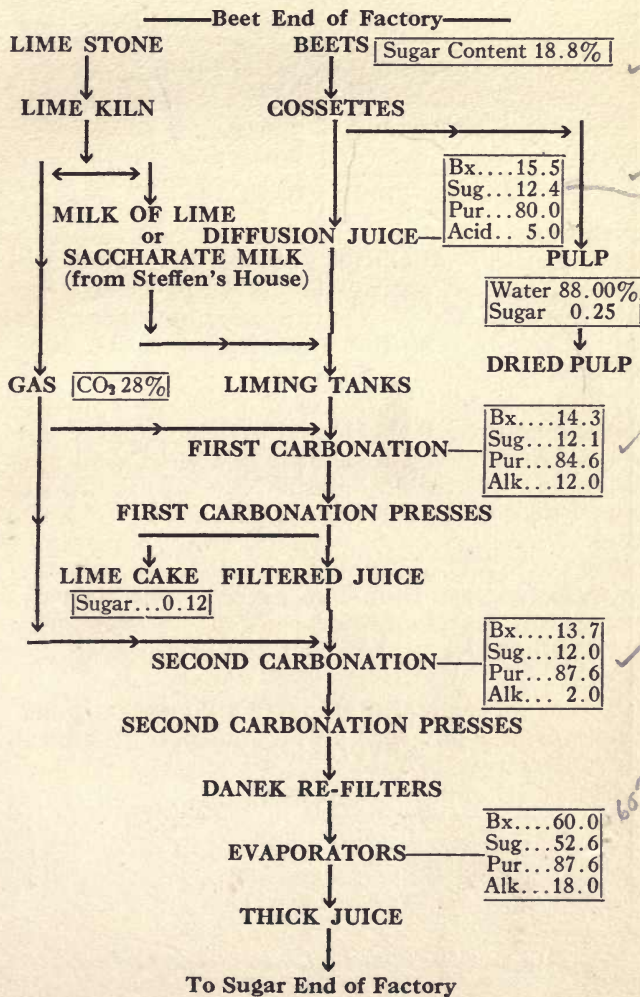 Beet End of Factory
LIME STONE BEETS Sugar Content 18.8%
LIME KILN COSSETTES
Bx....15.5
Sug...12.4
Pur...80.0
Acid.. 5.0
MILK OF LIME
or
SACCHARATE MILK
(from Steffen's House)
DIFFUSION JUICE
PULP
Water 88.00%
Sugar 0.25
DRIED PULP
GAS CO₂ 28% LIMING TANKS
Bx....14.3
Sug...12.1
Pur...84.6
Alk...12.0
FIRST CARBONATION
FIRST CARBONATION PRESSES
LIME CAKE FILTERED JUICE
Sugar...0.12
Bx....13.7
Sug...12.0
Pur...87.6
Alk... 2.0
SECOND CARBONATION
SECOND CARBONATION PRESSES
DANEK RE-FILTERS
Bx....60.0
Sug...52.6
Pur...87.6
Alk...18.0
EVAPORATORS
THICK JUICE
To Sugar End of Factory